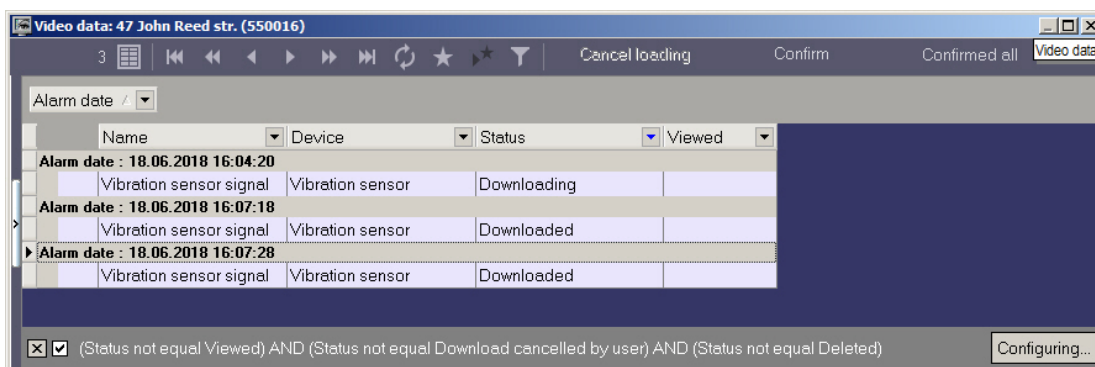 Video data: 47 John Reed str. (550016)
3 Cancel loading Confirm Confirmed all Video data
Alarm date
Name Device Status Viewed
Alarm date : 18.06.2018 16:04:20
Vibration sensor signal Vibration sensor Downloading
Alarm date : 18.06.2018 16:07:18
Vibration sensor signal Vibration sensor Downloaded
Alarm date : 18.06.2018 16:07:28
Vibration sensor signal Vibration sensor Downloaded
(Status not equal Viewed) AND (Status not equal Download cancelled by user) AND (Status not equal Deleted) Configuring...